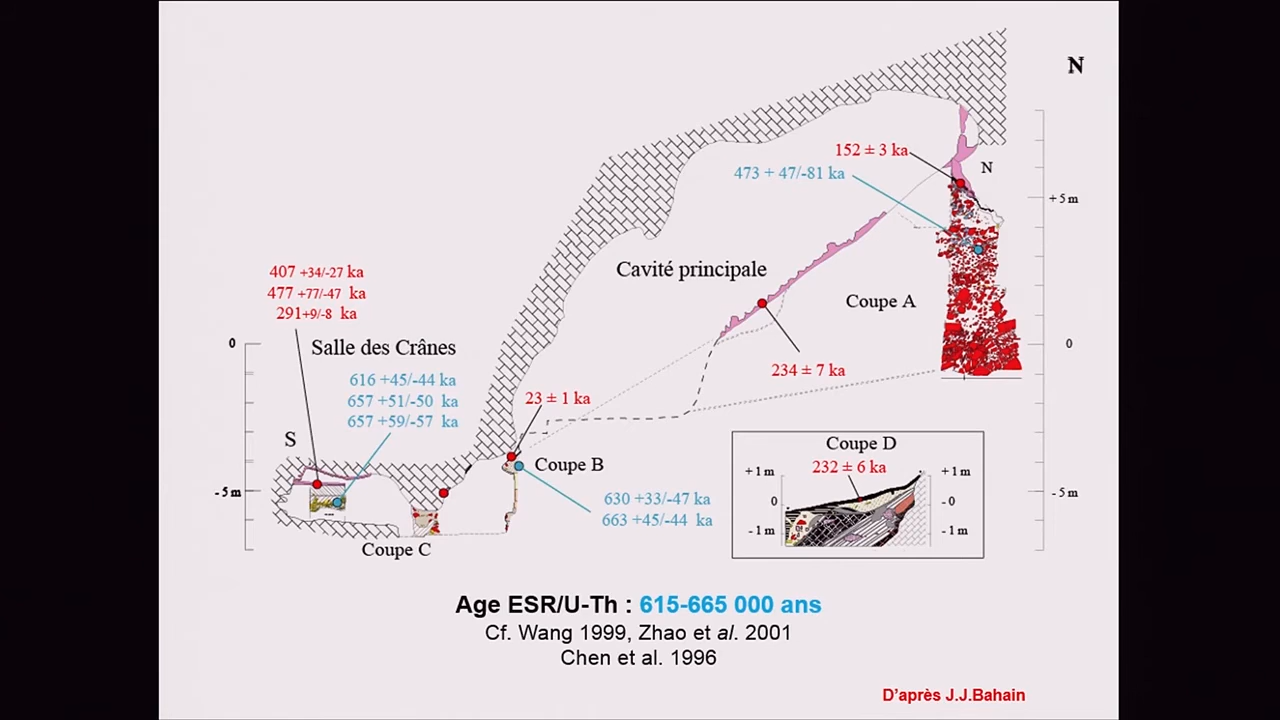 N
152 ± 3 ka
473 + 47/-81 ka
N
+ 5 m
407 +34/-27 ka
477 +77/-47 ka
291+9/-8 ka
Cavité principale
Coupe A
0
Salle des Crânes
0
616 +45/-44 ka
657 +51/-50 ka
657 +59/-57 ka
234 ± 7 ka
23 ± 1 ka
S
Coupe B
- 5 m
- 5 m
630 +33/-47 ka
663 +45/-44 ka
Coupe C
Coupe D
232 ± 6 ka
+1 m
+1 m
0
- 0
- 1 m
- 1 m
Age ESR/U-Th : 615-665 000 ans
Cf. Wang 1999, Zhao et al. 2001
Chen et al. 1996
D'après J.J.Bahain